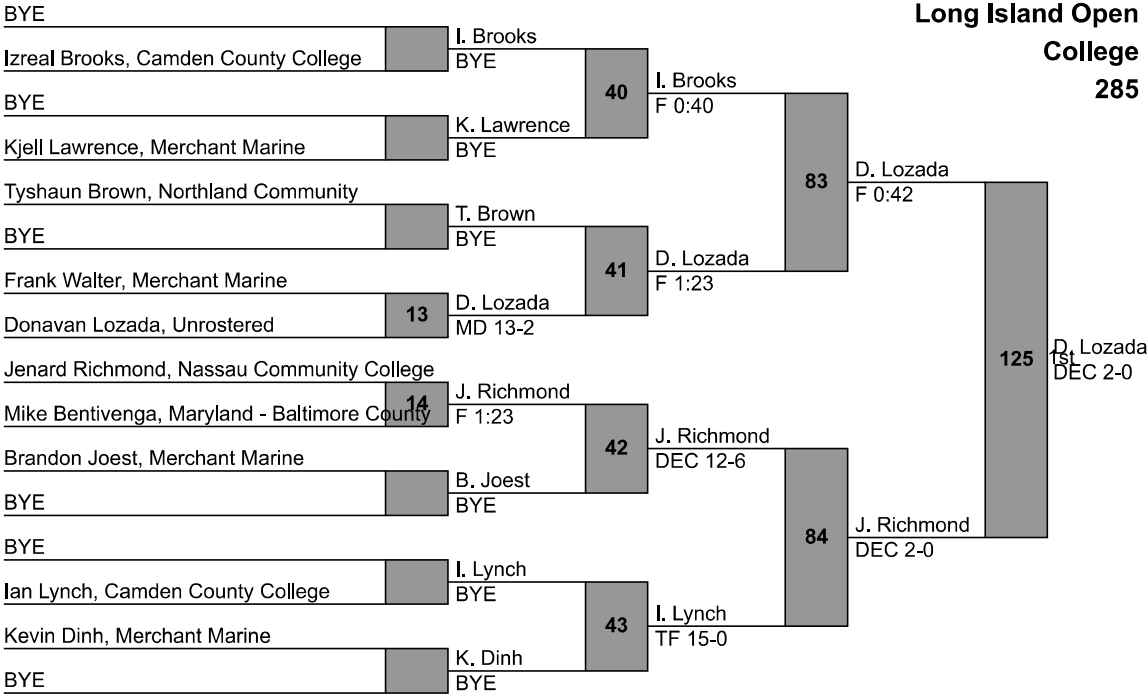 Long Island Open
College
285
BYE
Izreal Brooks, Camden County College
BYE
Kjell Lawrence, Merchant Marine
Tyshaun Brown, Northland Community
BYE
Frank Walter, Merchant Marine
Donavan Lozada, Unrostered
Jenard Richmond, Nassau Community College
Mike Bentivenga, Maryland - Baltimore County
Brandon Joest, Merchant Marine
BYE
BYE
Ian Lynch, Camden County College
Kevin Dinh, Merchant Marine
BYE
13
14
I. Brooks
BYE
K. Lawrence
BYE
T. Brown
BYE
D. Lozada
MD 13-2
J. Richmond
F 1:23
B. Joest
BYE
I. Lynch
BYE
K. Dinh
BYE
40
41
42
43
I. Brooks
F 0:40
D. Lozada
F 1:23
J. Richmond
DEC 12-6
I. Lynch
TF 15-0
83
84
D. Lozada
F 0:42
J. Richmond
DEC 2-0
125
D. Lozada
1st
DEC 2-0